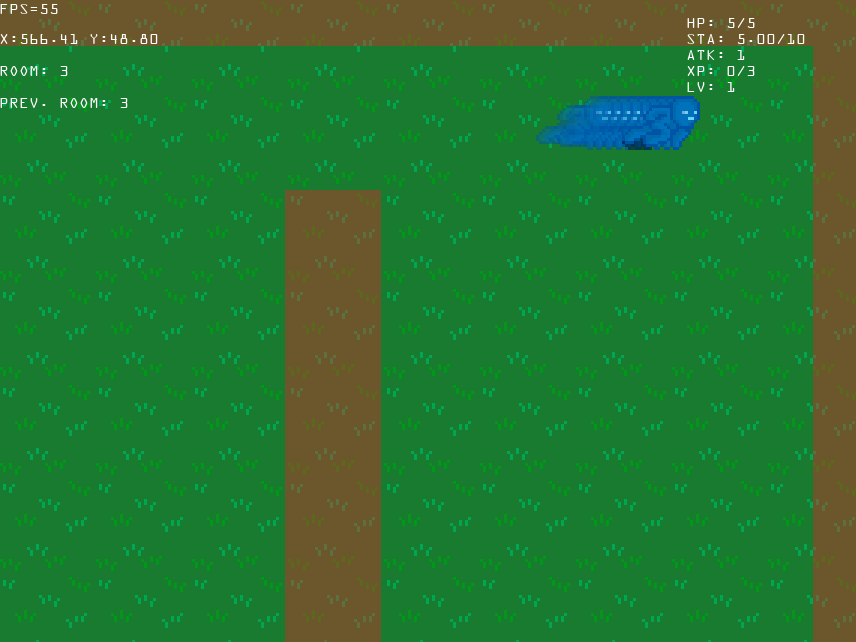 FPS=55
X:566.41 Y:48.80
ROOM: 3
PREV. ROOM: 3
HP: 5/5
STA: 5.00/10
ATK: 1
XP: 0/3
LV: 1